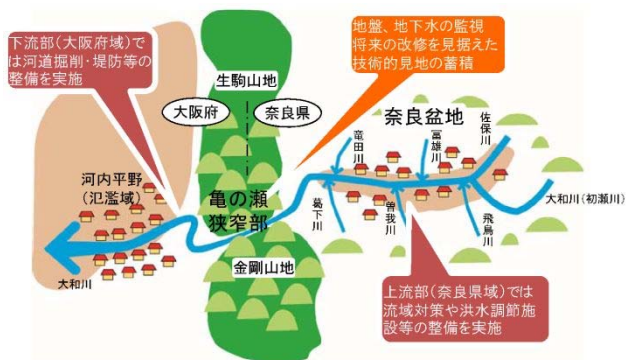 下流部(大阪府域)で
は河道掘削・堤防等の
整備を実施
地盤、地下水の監視
将来の改修を見据えた
技術的見地の蓄積
生駒山地
大阪府
奈良県
奈良盆地
佐保川
竜田川
富雄川
河内平野
(氾濫域)
亀の瀬
狭窄部
大和川(初瀬川)
葛下川
曽我川
飛鳥川
金剛山地
大和川
上流部(奈良県域)では
流域対策や洪水調節施
設等の整備を実施